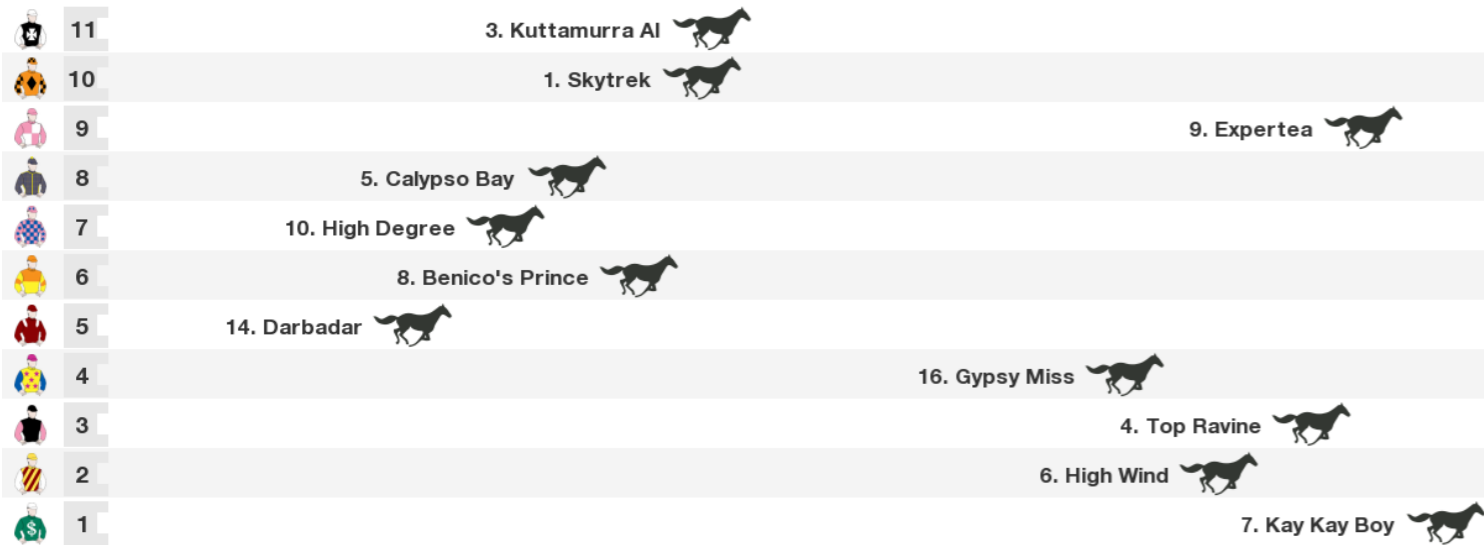 11 3. Kuttamurra Al
10 1. Skytrek
9 9. Expertea
8 5. Calypso Bay
7 10. High Degree
6 8. Benico's Prince
5 14. Darbadar
4 16. Gypsy Miss
3 4. Top Ravine
2 6. High Wind
$ 1 7. Kay Kay Boy